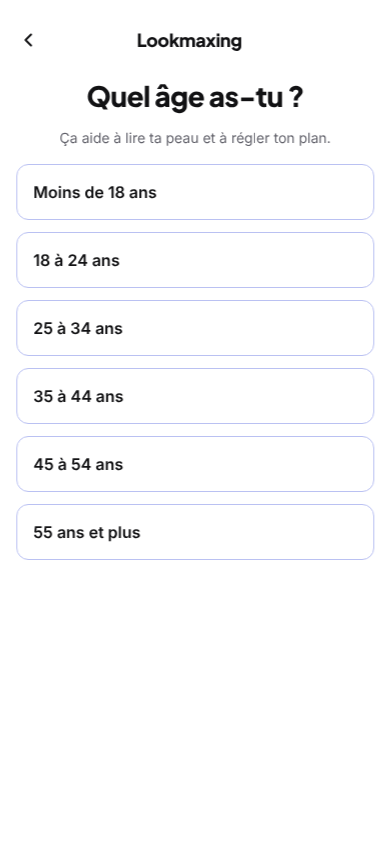 Lookmaxing
Quel âge as-tu ?
Ça aide à lire ta peau et à régler ton plan.
Moins de 18 ans
18 à 24 ans
25 à 34 ans
35 à 44 ans
45 à 54 ans
55 ans et plus